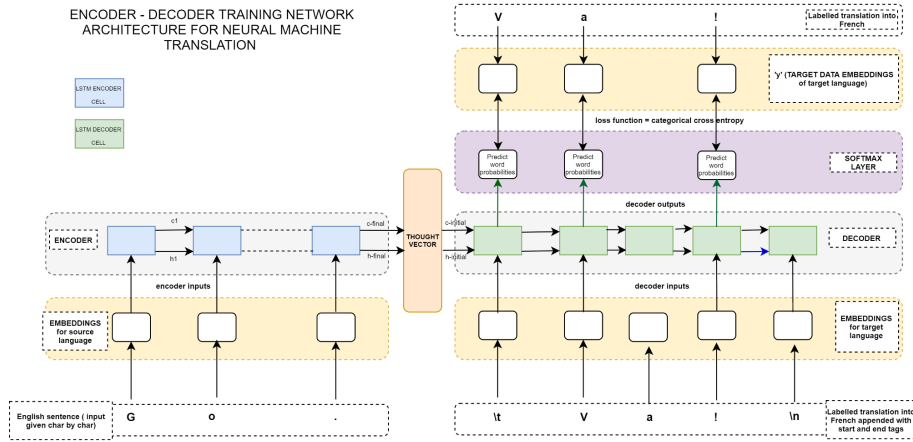 ENCODER - DECODER TRAINING NETWORK
ARCHITECTURE FOR NEURAL MACHINE
TRANSLATION
LSTM ENCODER
CELL
LSTM DECODER
CELL
V a !
Labelled translation into
French
'y' (TARGET DATA EMBEDDINGS
of target language)
loss function = categorical cross entropy
Predict
word
probabilities
Predict
word
probabilities
Predict
word
probabilities
SOFTMAX
LAYER
decoder outputs
ENCODER
c1
h1
c-final
h-final
THOUGHT
VECTOR
c-initial
h-initial
DECODER
encoder inputs
decoder inputs
EMBEDDINGS
for source
language
EMBEDDINGS
for target
language
English sentence ( input
given char by char)
G o .
\t V a ! \n
Labelled translation into
French appended with
start and end tags